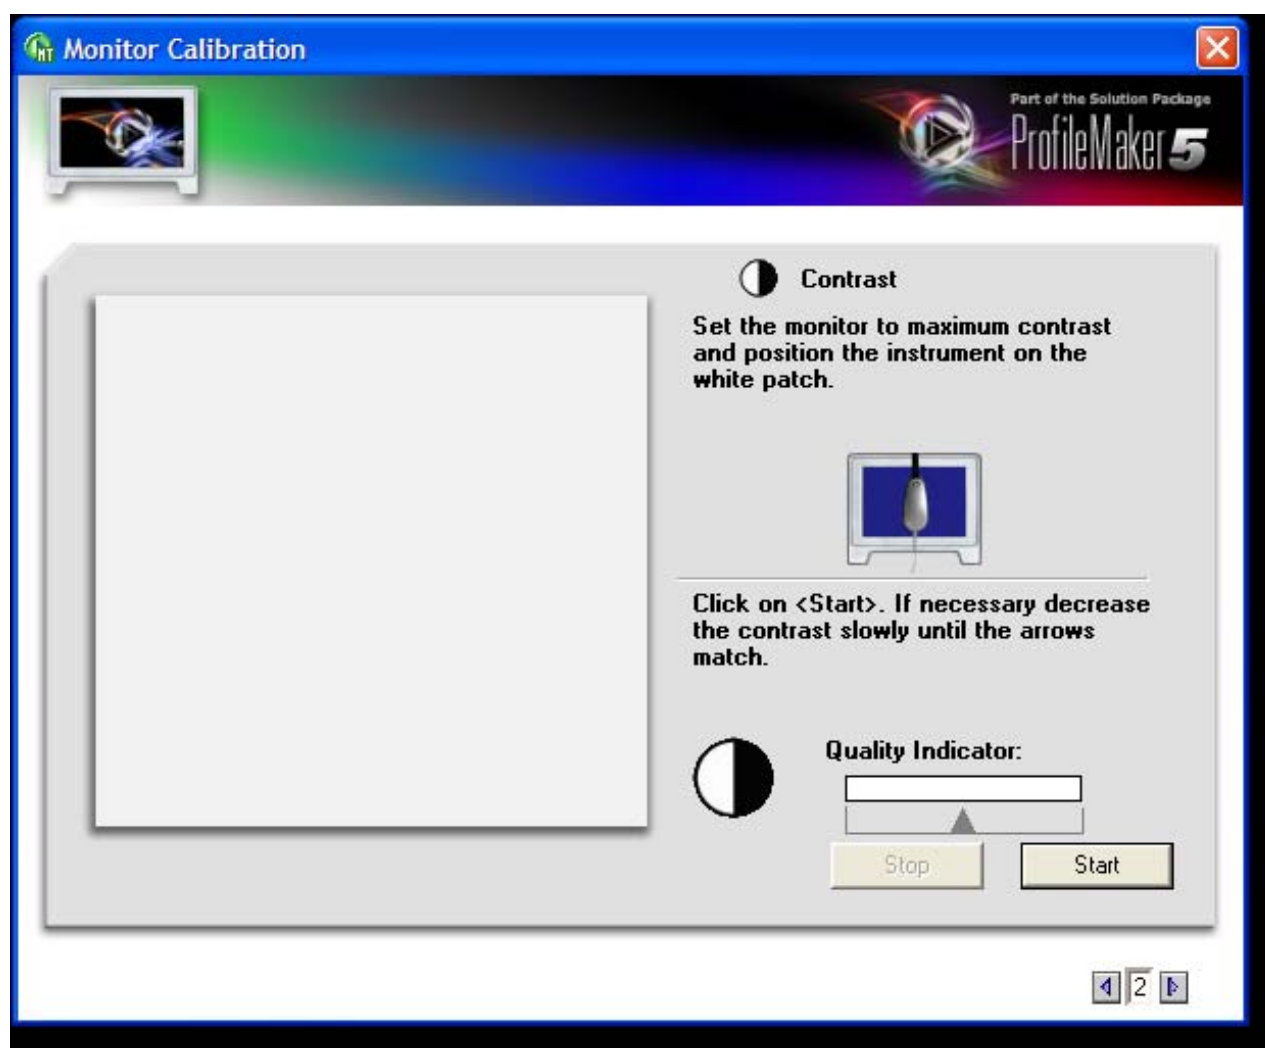 Monitor Calibration
Part of the Solution Package
ProfileMaker 5
Contrast
Set the monitor to maximum contrast
and position the instrument on the
white patch.
Click on <Start>. If necessary decrease
the contrast slowly until the arrows
match.
Quality Indicator:
Stop
Start
2